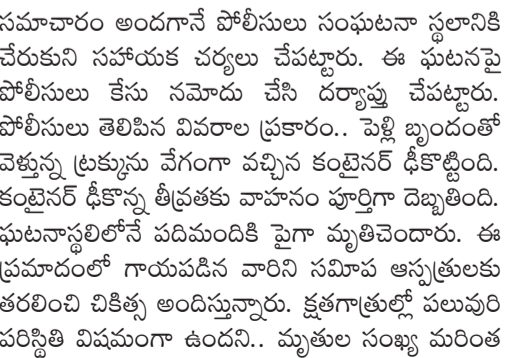 సమాచారం అందగానే పోలీసులు సంఘటనా స్థలానికి
చేరుకుని సహాయక చర్యలు చేపట్టారు. ఈ ఘటనపై
పోలీసులు కేసు నమోదు చేసి దర్యాప్తు చేపట్టారు.
పోలీసులు తెలిపిన వివరాల ప్రకారం.. పెళ్లి బృందంతో
వెళ్తున్న ట్రక్కును వేగంగా వచ్చిన కంటైనర్ ఢీకొట్టింది.
కంటైనర్ ఢీకొన్న తీవ్రతకు వాహనం పూర్తిగా దెబ్బతింది.
ఘటనాస్థలిలోనే పదిమందికి పైగా మృతిచెందారు. ఈ
ప్రమాదంలో గాయపడిన వారిని సమీప ఆస్పత్రులకు
తరలించి చికిత్స అందిస్తున్నారు. క్షతగాత్రుల్లో పలువురి
పరిస్థితి విషమంగా ఉందని.. మృతుల సంఖ్య మరింత